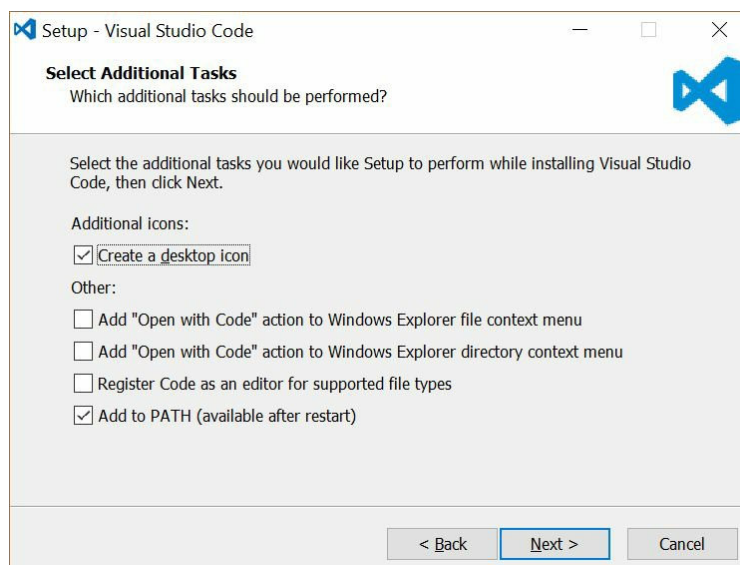 Setup - Visual Studio Code
Select Additional Tasks
Which additional tasks should be performed?
Select the additional tasks you would like Setup to perform while installing Visual Studio
Code, then click Next.
Additional icons:
Create a desktop icon
Other:
Add "Open with Code" action to Windows Explorer file context menu
Add "Open with Code" action to Windows Explorer directory context menu
Register Code as an editor for supported file types
Add to PATH (available after restart)
< Back Next > Cancel